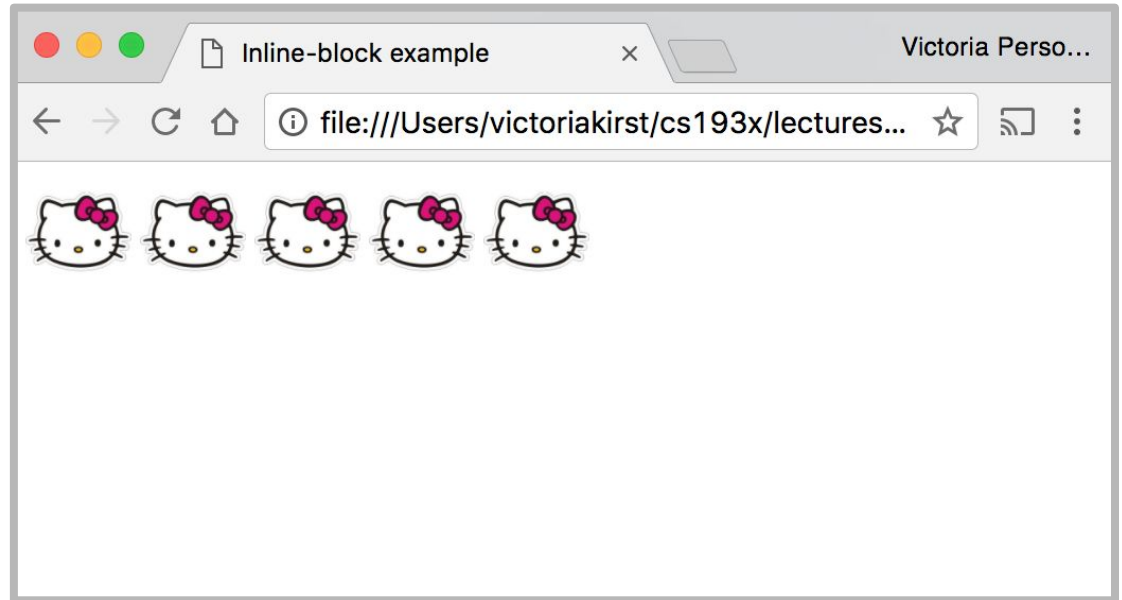 Inline-block example
Victoria Perso...
file:///Users/victoriakirst/cs193x/lectures...